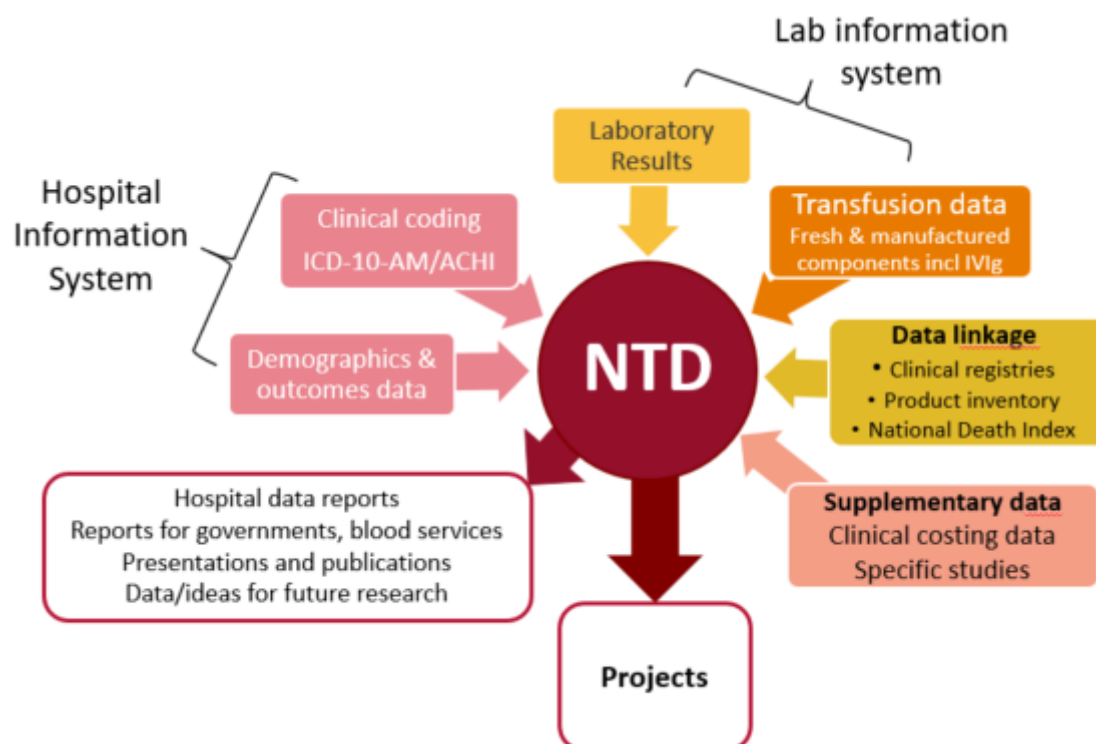 Lab information
system
Laboratory
Results
Hospital
Information
System
Clinical coding
ICD-10-AM/ACHI
Transfusion data
Fresh & manufactured
components incl IVIg
Demographics &
outcomes data
NTD
Data linkage
• Clinical registries
• Product inventory
• National Death Index
Hospital data reports
Reports for governments, blood services
Presentations and publications
Data/ideas for future research
Supplementary data
Clinical costing data
Specific studies
Projects